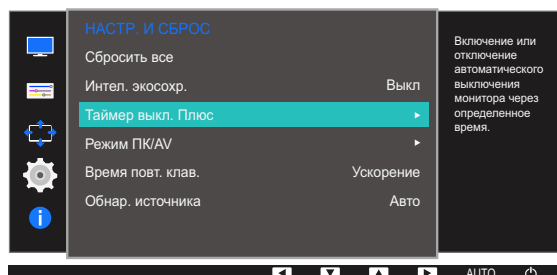 НАСТР. И СБРОС
Сбросить все
Интел. экосохр. Выкл
Таймер выкл. Плюс
Режим ПК/AV
Время повт. клав. Ускорение
Обнар. источника Авто
Включение или
отключение
автоматического
выключения
монитора через
определенное
время.
AUTO